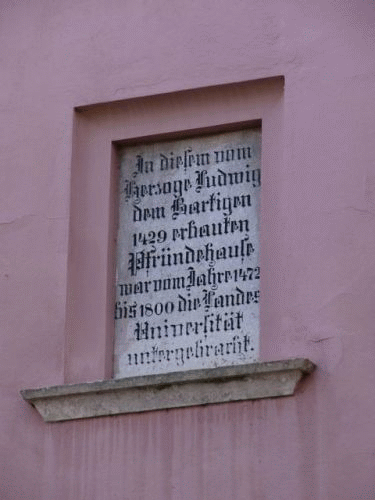 In diesem vom
Herzoge Ludwig
dem Bartigen
1429 erbauten
Pfründehause
war vom Jahre 1472
bis 1800 die Landes
Universität
untergebracht.